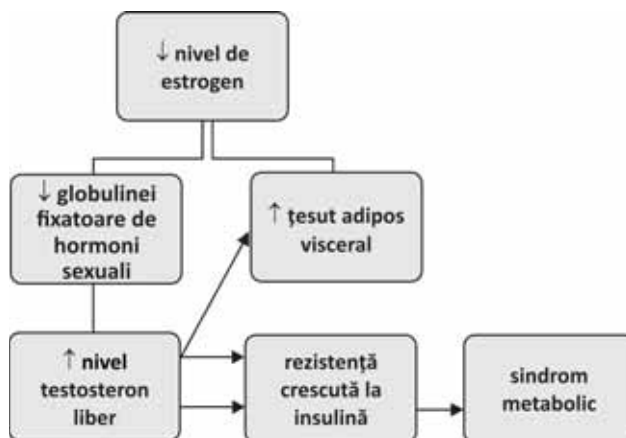 ↓ nivel de
estrogen
↓ globulinei
fixatoare de
hormoni
sexuali
↑ țesut adipos
visceral
↑ nivel
testosteron
liber
rezistență
crescută la
insulină
sindrom
metabolic